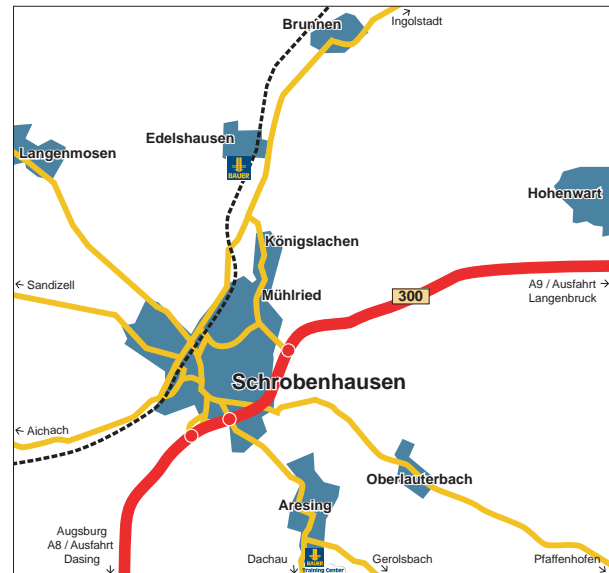 Brunnen
Ingolstadt
Edelshausen
Langenmosen
BAUER
Hohenwart
Königslachen
← Sandizell
Mühlried
A9 / Ausfahrt →
Langenbruck
300
Schrobenhausen
← Aichach
Oberlauterbach
Aresing
Augsburg
A8 / Ausfahrt
Dasing
Dachau
BAUER
Training Center
Gerolsbach
Pfaffenhofen